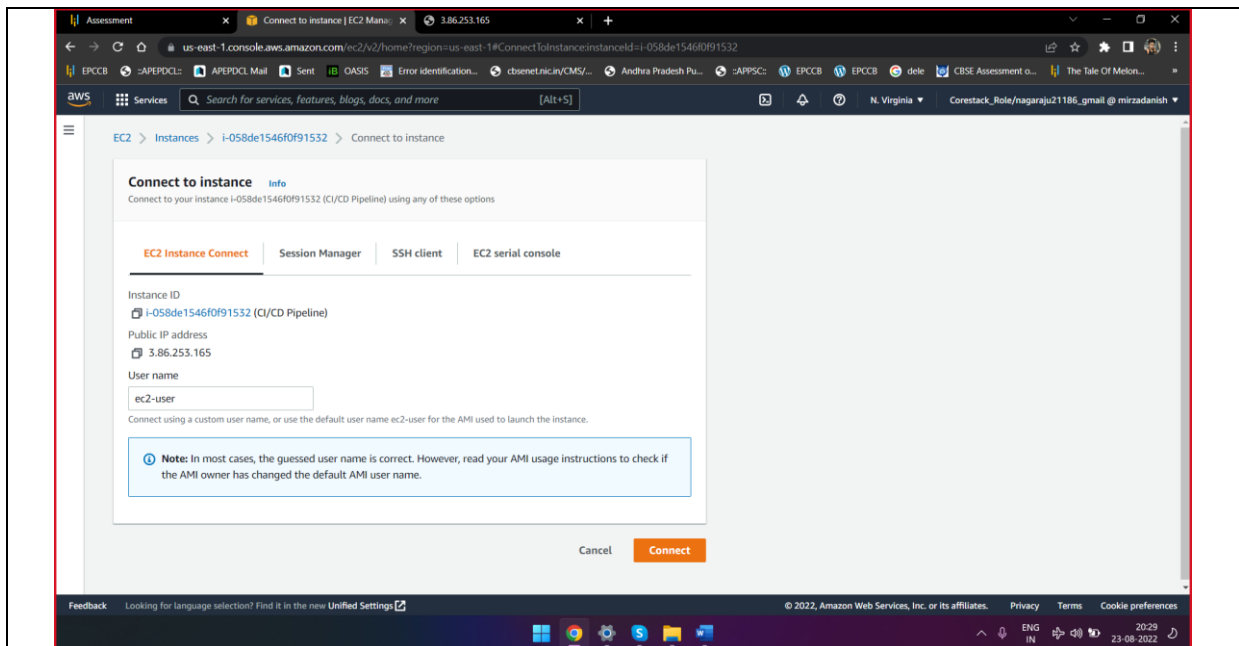 Assessment
Connect to instance | EC2 Manag
3.86.253.165
us-east-1.console.aws.amazon.com/ec2/v2/home?region=us-east-1#ConnectToInstance:instanceId=i-058de1546f0f91532
EPCCB ::APEPDCL:: APEPDCL Mail Sent OASIS Error identification... cbsenet.nic.in/CMS/... Andhra Pradesh Pu... ::APPSC:: EPCCB EPCCB dele CBSE Assessment o... The Tale Of Melon... »
aws Services Search for services, features, blogs, docs, and more [Alt+S] N. Virginia ▼ Corestack_Role/nagaraju21186_gmail @ mirzadanish ▼
EC2 > Instances > i-058de1546f0f91532 > Connect to instance
Connect to instance Info
Connect to your instance i-058de1546f0f91532 (CI/CD Pipeline) using any of these options
EC2 Instance Connect Session Manager SSH client EC2 serial console
Instance ID
i-058de1546f0f91532 (CI/CD Pipeline)
Public IP address
3.86.253.165
User name
ec2-user
Connect using a custom user name, or use the default user name ec2-user for the AMI used to launch the instance.
Note: In most cases, the guessed user name is correct. However, read your AMI usage instructions to check if
the AMI owner has changed the default AMI user name.
Cancel Connect
Feedback Looking for language selection? Find it in the new Unified Settings © 2022, Amazon Web Services, Inc. or its affiliates. Privacy Terms Cookie preferences
ENG
IN
20:29
23-08-2022